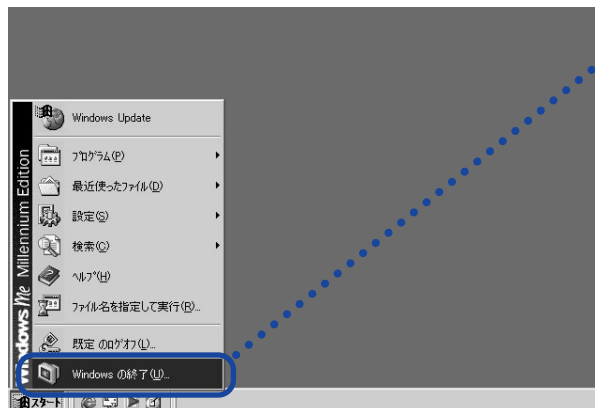 Windows Update
プログラム(P)
最近使ったファイル(D)
設定(S)
検索(C)
ヘルプ(H)
ファイル名を指定して実行(R)...
既定 のログオフ(L)...
Windows の終了(U)...
Windows Me Millennium Edition
スタート